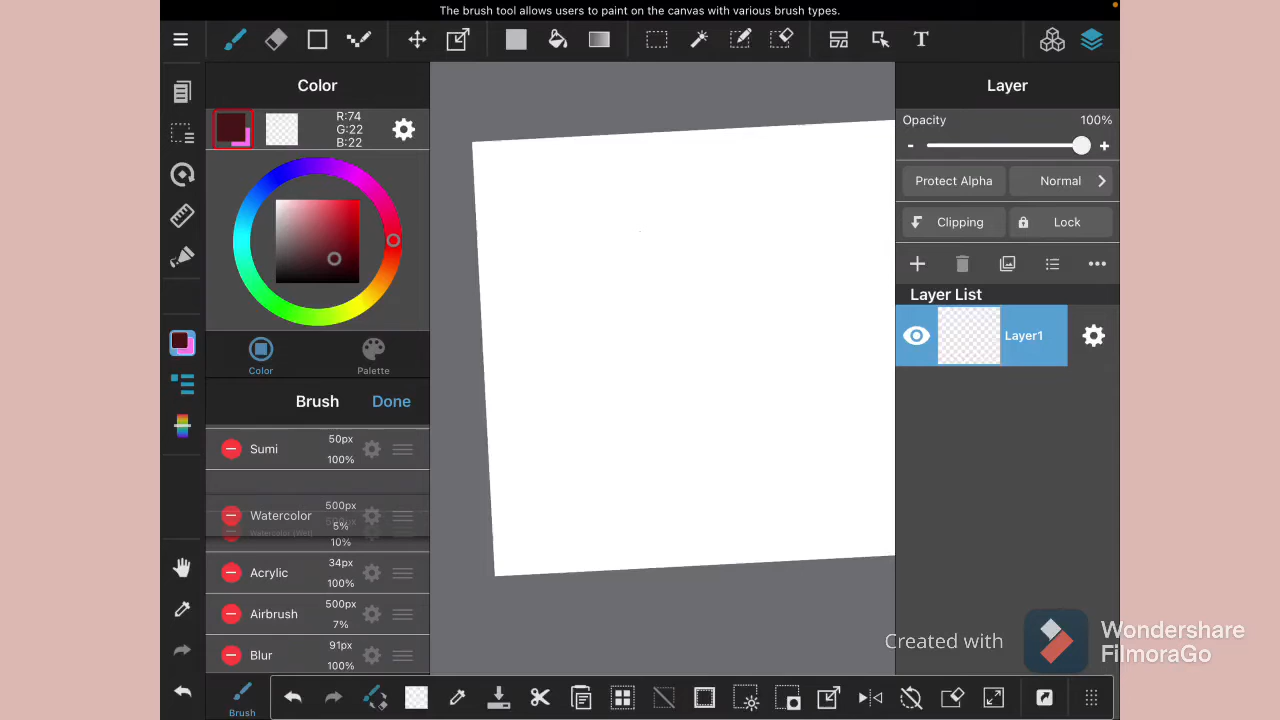 The brush tool allows users to paint on the canvas with various brush types.
T
Color
R:74
G:22
B:22
Color
Palette
Brush
Done
Sumi
50px
100%
Watercolor
500px
5%
Watercolor (Wet)
10%
Acrylic
34px
100%
Airbrush
500px
7%
Blur
91px
100%
Brush
Layer
Opacity
100%
-
+
Protect Alpha
Normal
Clipping
Lock
Layer List
Layer1
Created with
Wondershare
FilmoraGo